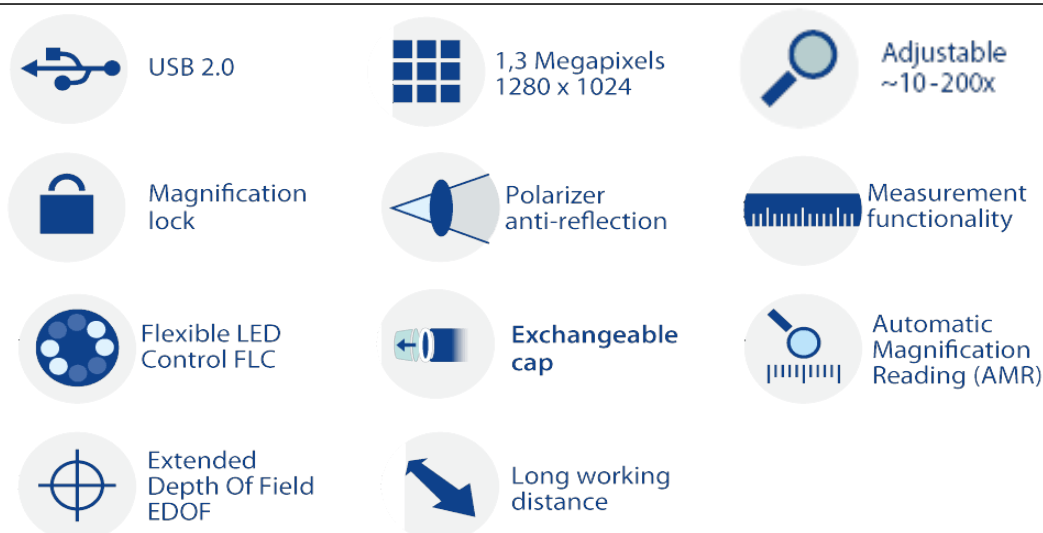 USB 2.0
1,3 Megapixels
1280 x 1024
Adjustable
~10-200x
Magnification
lock
Polarizer
anti-reflection
Measurement
functionality
Flexible LED
Control FLC
Exchangeable
cap
Automatic
Magnification
Reading (AMR)
Extended
Depth Of Field
EDOF
Long working
distance